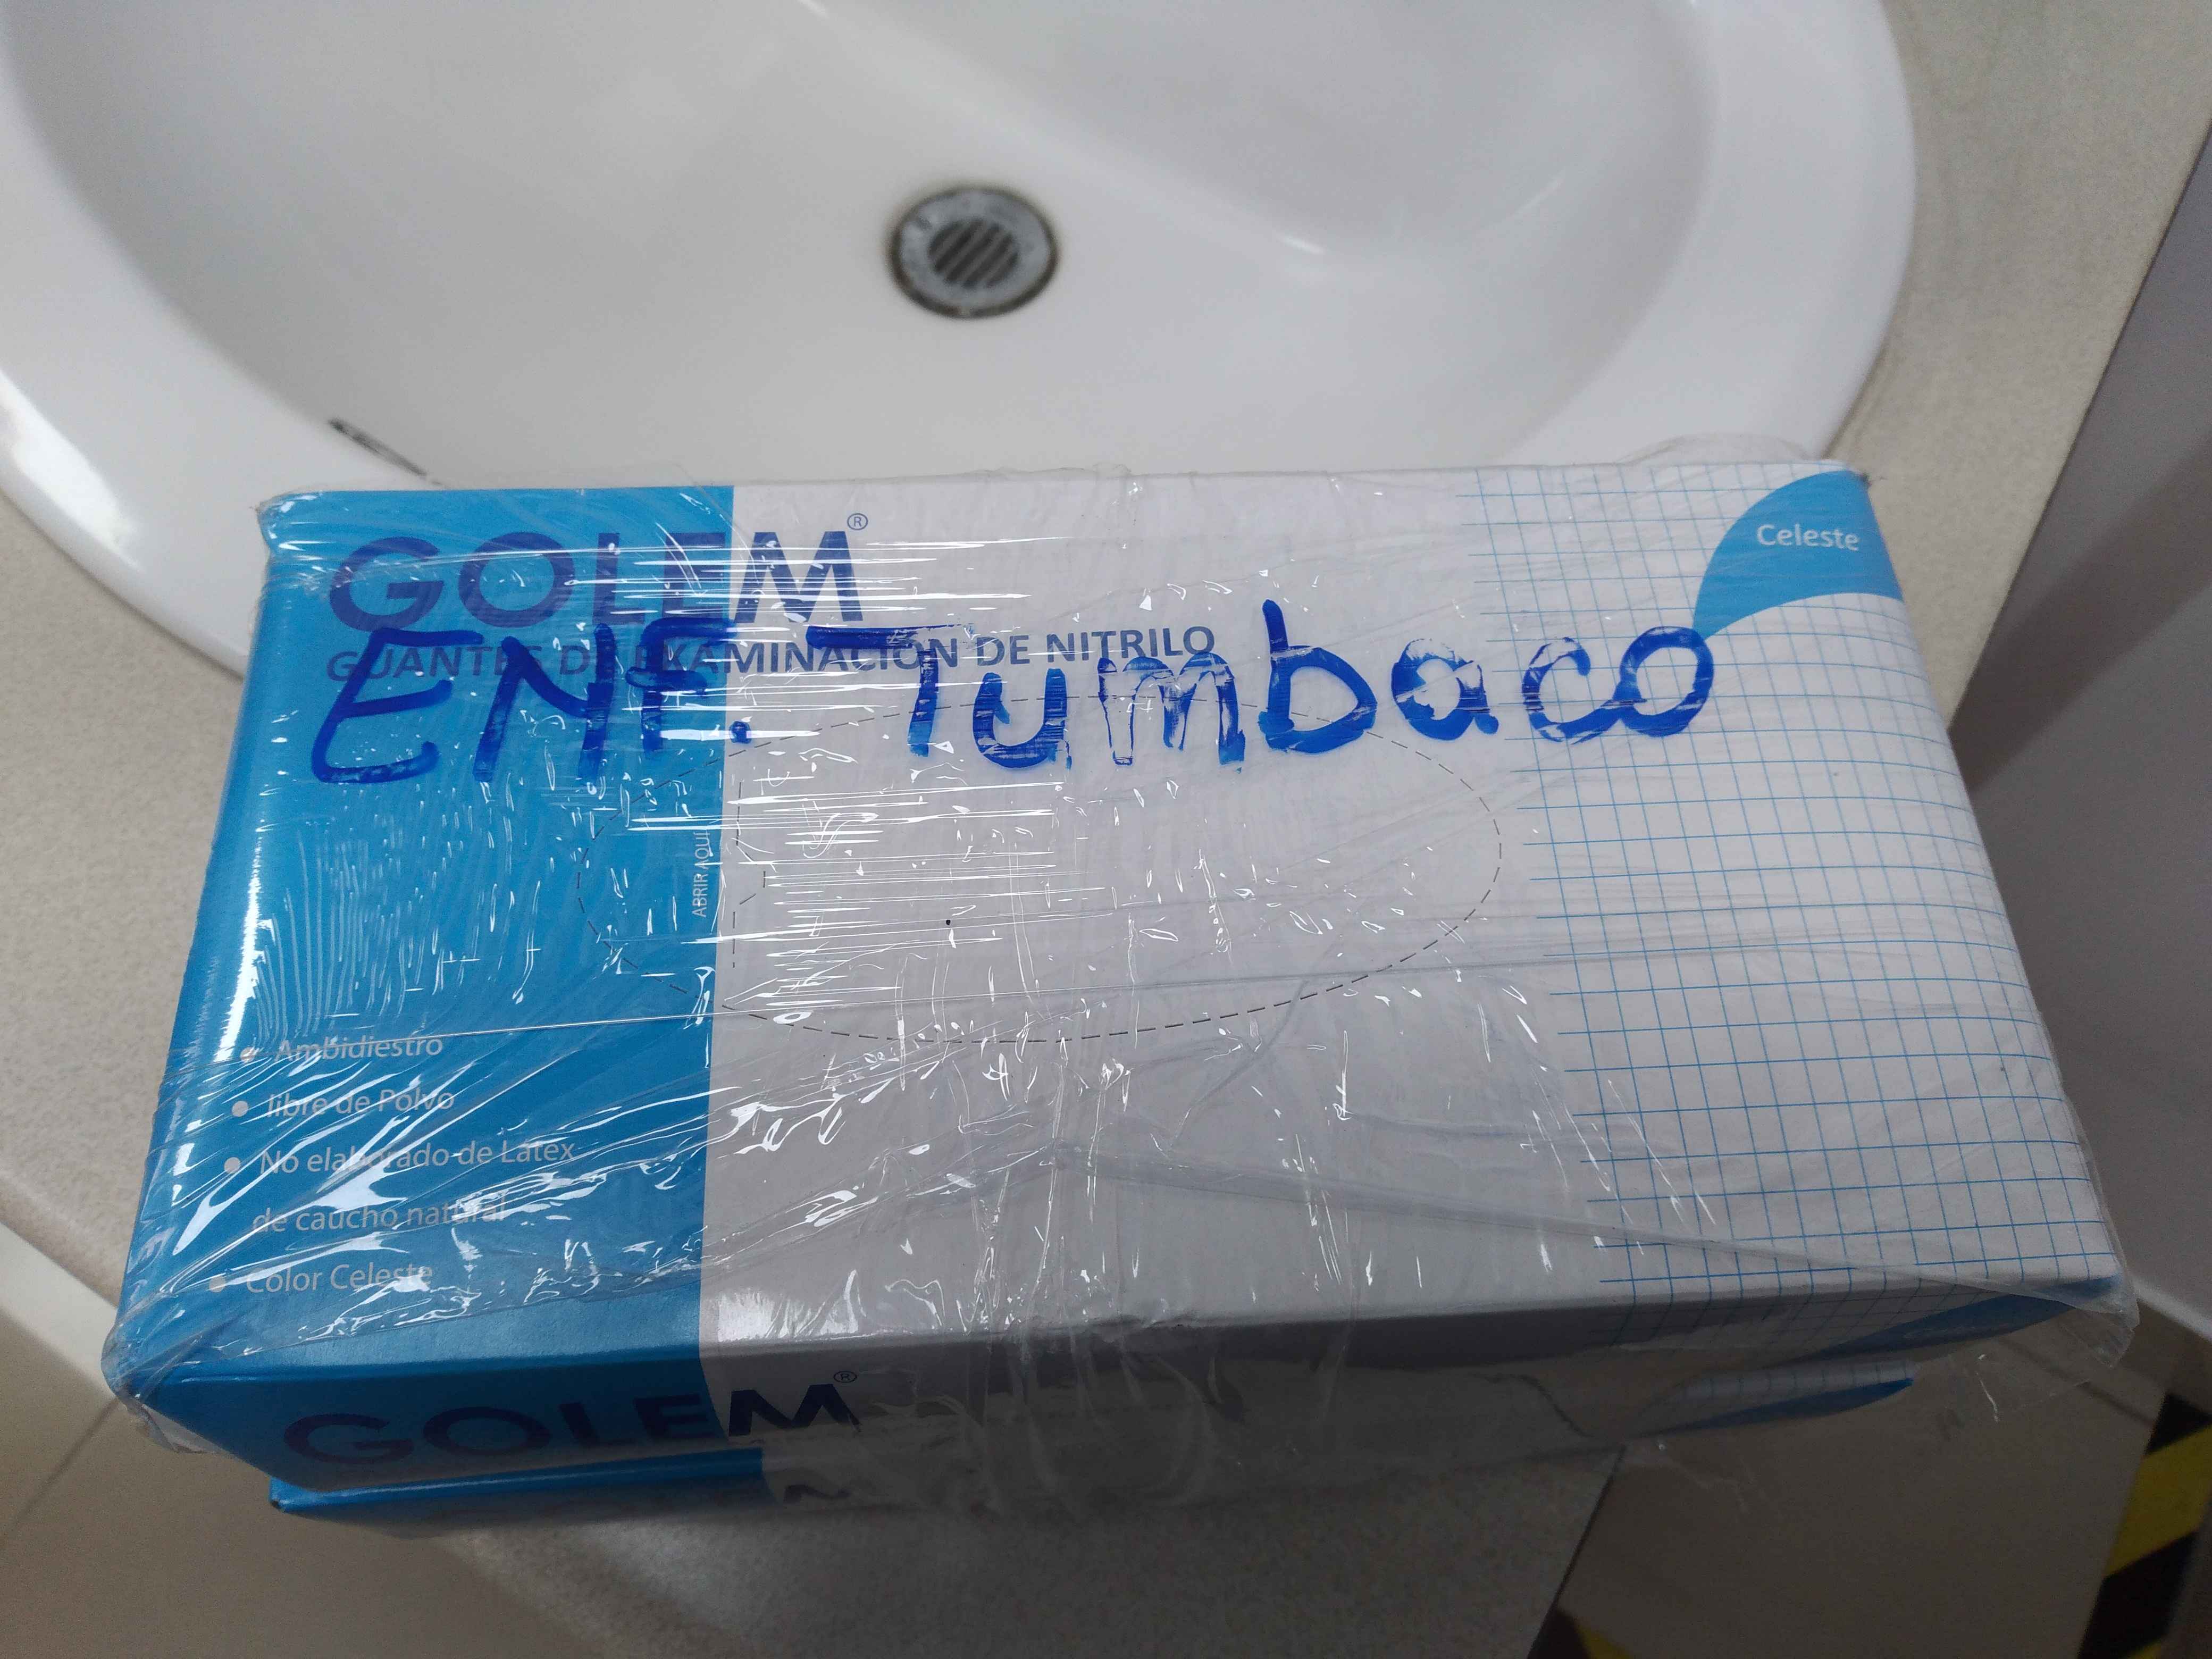 GOLEM®
GUANTES DE EXAMINACIÓN DE NITRILO
Celeste
ENF. Tumbaco
ABRIR AQUÍ
• Ambidiestro
• libre de Polvo
• No elaborado de Látex
de caucho natural
• Color Celeste
GOLEM®